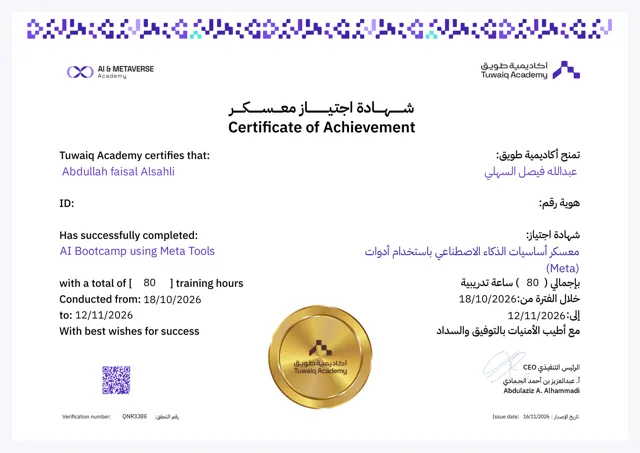 AI & METAVERSE
Academy
أكاديمية طويق
Tuwaiq Academy
شهادة اجتياز معسكر
Certificate of Achievement
Tuwaiq Academy certifies that:
Abdullah faisal Alsahli
تمنح أكاديمية طويق:
عبدالله فيصل السهلي
ID:
هوية رقم:
Has successfully completed:
AI Bootcamp using Meta Tools
شهادة اجتياز:
معسكر أساسيات الذكاء الاصطناعي باستخدام أدوات
(Meta)
with a total of [ 80 ] training hours
Conducted from: 18/10/2026
to: 12/11/2026
With best wishes for success
بإجمالي ( 80 ) ساعة تدريبية
خلال الفترة من: 18/10/2026
إلى: 12/11/2026
مع أطيب الأمنيات بالتوفيق والسداد
أكاديمية طويق
Tuwaiq Academy
الرئيس التنفيذي CEO
أ. عبدالعزيز بن أحمد الحمادي
Abdulaziz A. Alhammadi
Verification number: QNR33BE رقم التحقق:
Issue date: 16/11/2026 تاريخ الإصدار: